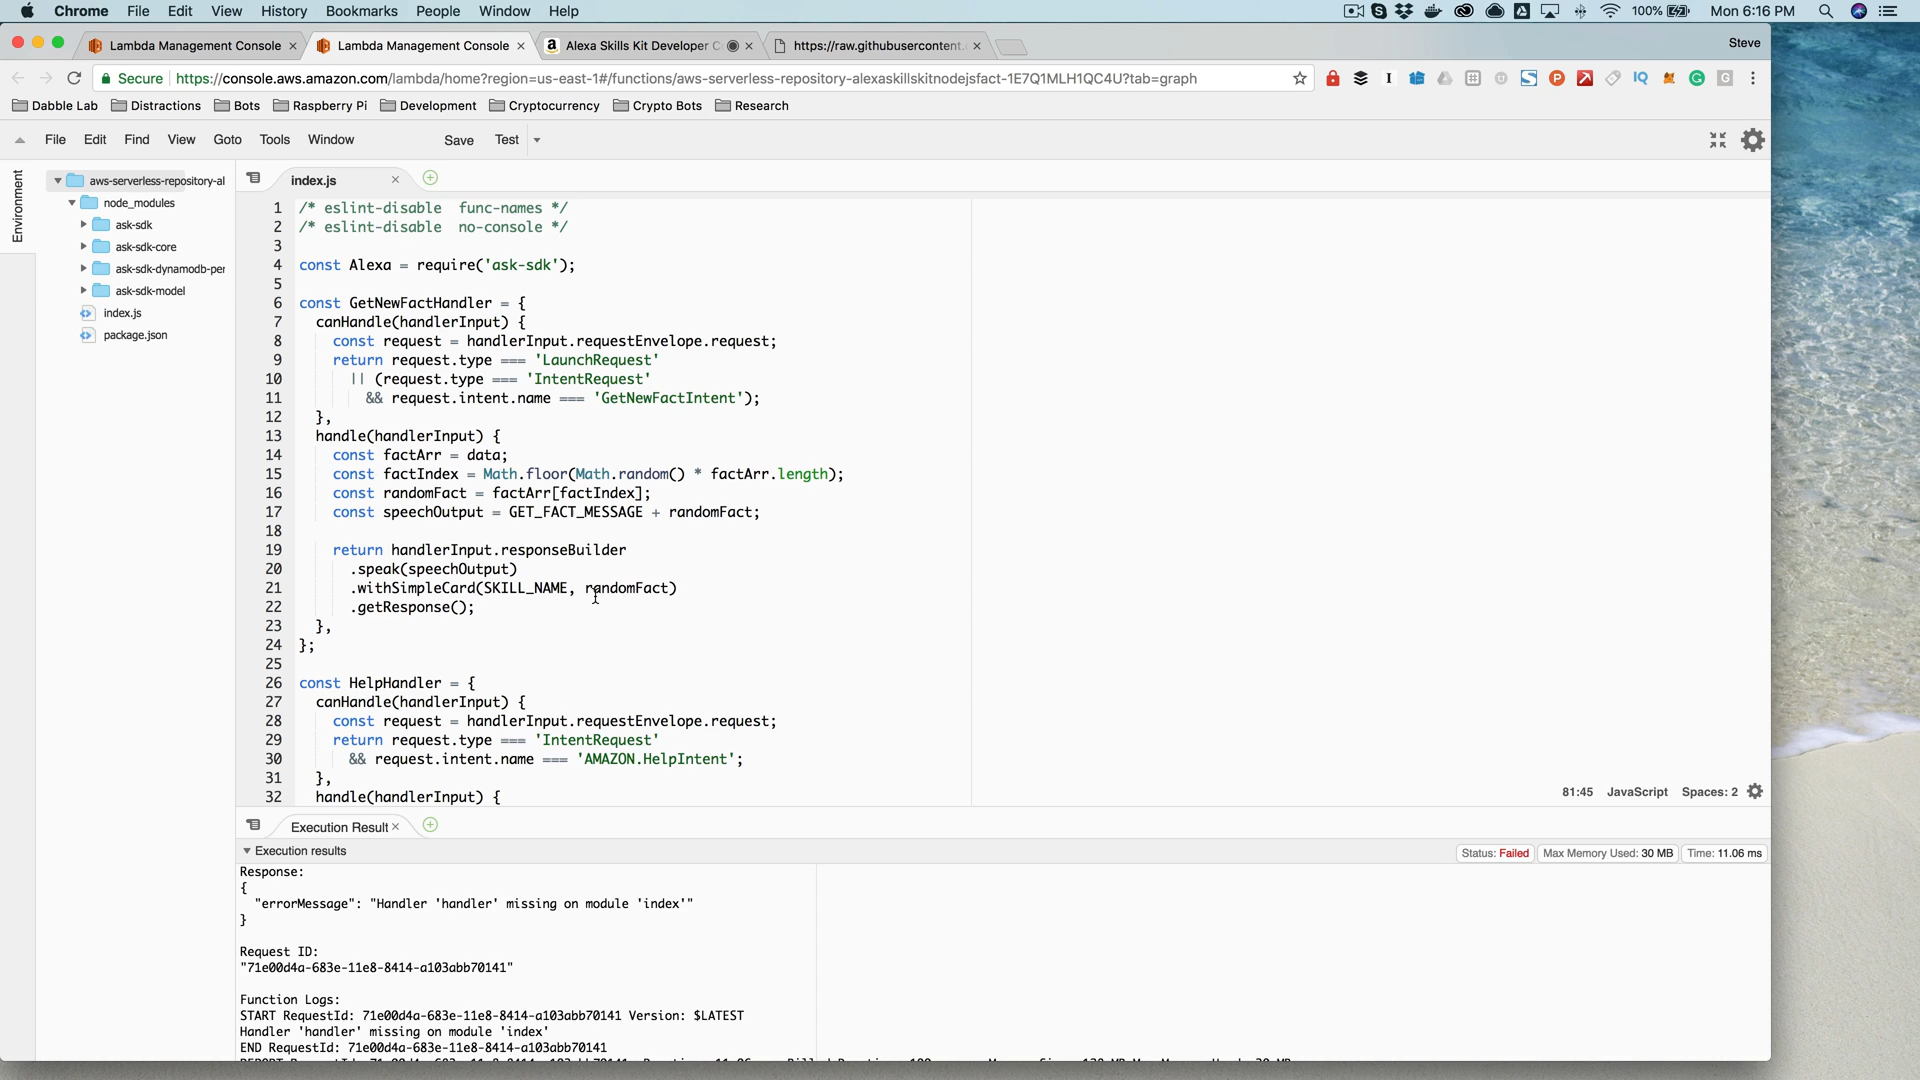 Chrome File Edit View History Bookmarks People Window Help 100% Mon 6:16 PM
Lambda Management Console Lambda Management Console Alexa Skills Kit Developer C https://raw.githubusercontent. Steve
Secure https://console.aws.amazon.com/lambda/home?region=us-east-1#/functions/aws-serverless-repository-alexaskillskitnodejsfact-1E7Q1MLH1QC4U?tab=graph
Dabble Lab Distractions Bots Raspberry Pi Development Cryptocurrency Crypto Bots Research
File Edit Find View Goto Tools Window Save Test
Environment
aws-serverless-repository-al
node_modules
ask-sdk
ask-sdk-core
ask-sdk-dynamodb-per
ask-sdk-model
index.js
package.json
index.js
1 /* eslint-disable  func-names */
2 /* eslint-disable  no-console */
3
4 const Alexa = require('ask-sdk');
5
6 const GetNewFactHandler = {
7   canHandle(handlerInput) {
8     const request = handlerInput.requestEnvelope.request;
9     return request.type === 'LaunchRequest'
10       || (request.type === 'IntentRequest'
11         && request.intent.name === 'GetNewFactIntent');
12   },
13   handle(handlerInput) {
14     const factArr = data;
15     const factIndex = Math.floor(Math.random() * factArr.length);
16     const randomFact = factArr[factIndex];
17     const speechOutput = GET_FACT_MESSAGE + randomFact;
18
19     return handlerInput.responseBuilder
20       .speak(speechOutput)
21       .withSimpleCard(SKILL_NAME, randomFact)
22       .getResponse();
23   },
24 };
25
26 const HelpHandler = {
27   canHandle(handlerInput) {
28     const request = handlerInput.requestEnvelope.request;
29     return request.type === 'IntentRequest'
30       && request.intent.name === 'AMAZON.HelpIntent';
31   },
32   handle(handlerInput) {
81:45 JavaScript Spaces: 2
Execution Result
Execution results
Status: Failed Max Memory Used: 30 MB Time: 11.06 ms
Response:
{
  "errorMessage": "Handler 'handler' missing on module 'index'"
}
Request ID:
"71e00d4a-683e-11e8-8414-a103abb70141"
Function Logs:
START RequestId: 71e00d4a-683e-11e8-8414-a103abb70141 Version: $LATEST
Handler 'handler' missing on module 'index'
END RequestId: 71e00d4a-683e-11e8-8414-a103abb70141